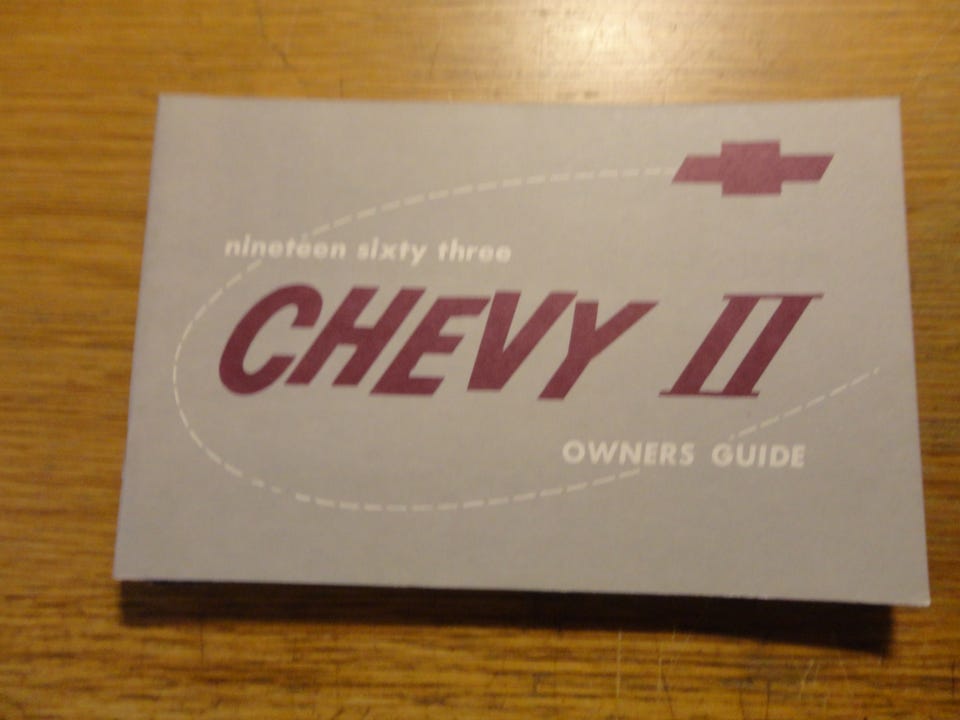 nineteen sixty three
CHEVY II
OWNERS GUIDE